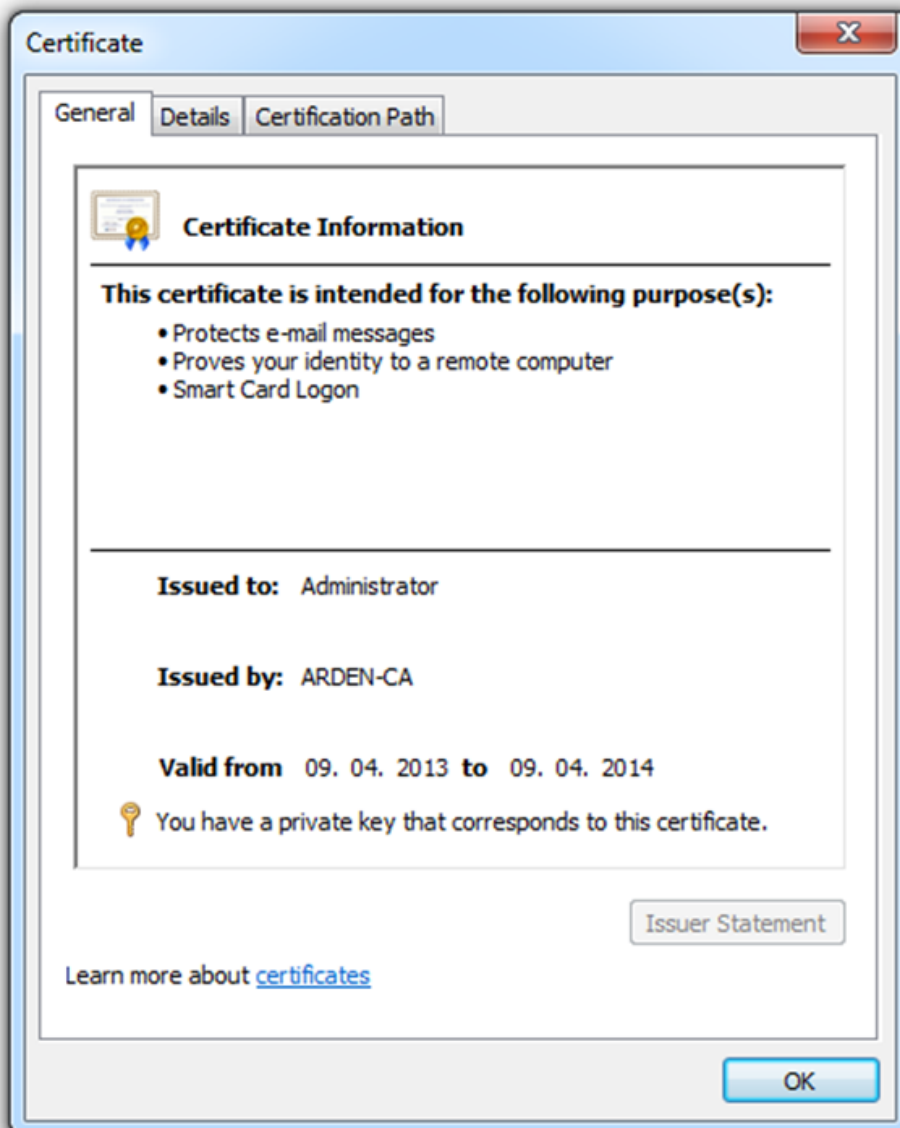 Certificate
General Details Certification Path
Certificate Information
This certificate is intended for the following purpose(s):
• Protects e-mail messages
• Proves your identity to a remote computer
• Smart Card Logon
Issued to: Administrator
Issued by: ARDEN-CA
Valid from 09. 04. 2013 to 09. 04. 2014
You have a private key that corresponds to this certificate.
Issuer Statement
Learn more about certificates
OK